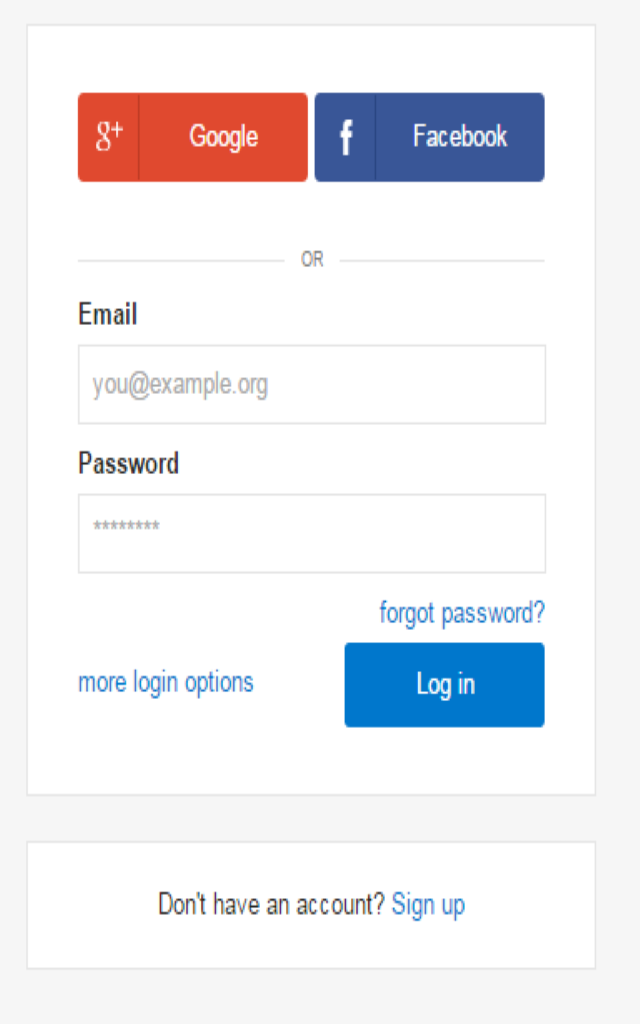 g+ Google f Facebook
OR
Email
you@example.org
Password
********
forgot password?
more login options Log in
Don't have an account? Sign up